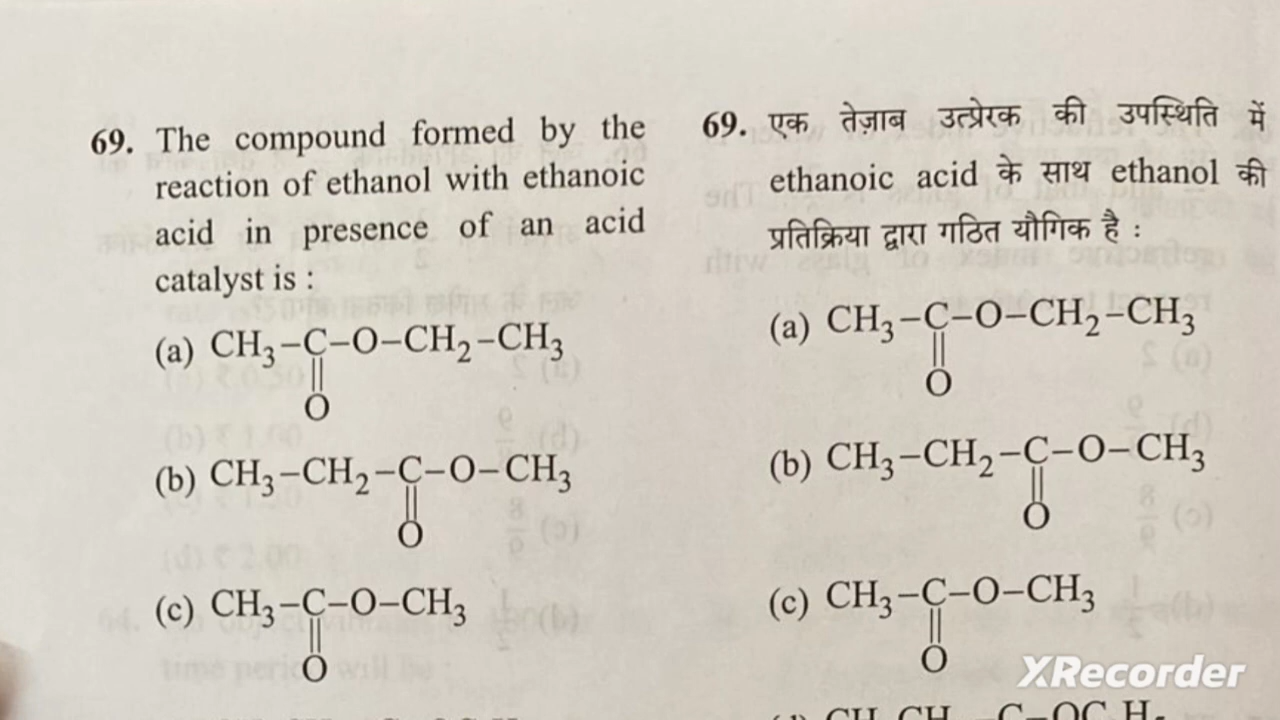 69. The compound formed by the
reaction of ethanol with ethanoic
acid in presence of an acid
catalyst is :
(a) CH₃–C–O–CH₂–CH₃
||
O
(b) CH₃–CH₂–C–O–CH₃
||
O
(c) CH₃–C–O–CH₃
||
O
69. एक तेज़ाब उत्प्रेरक की उपस्थिति में
ethanoic acid के साथ ethanol की
प्रतिक्रिया द्वारा गठित यौगिक है :
(a) CH₃–C–O–CH₂–CH₃
||
O
(b) CH₃–CH₂–C–O–CH₃
||
O
(c) CH₃–C–O–CH₃
||
O
XRecorder